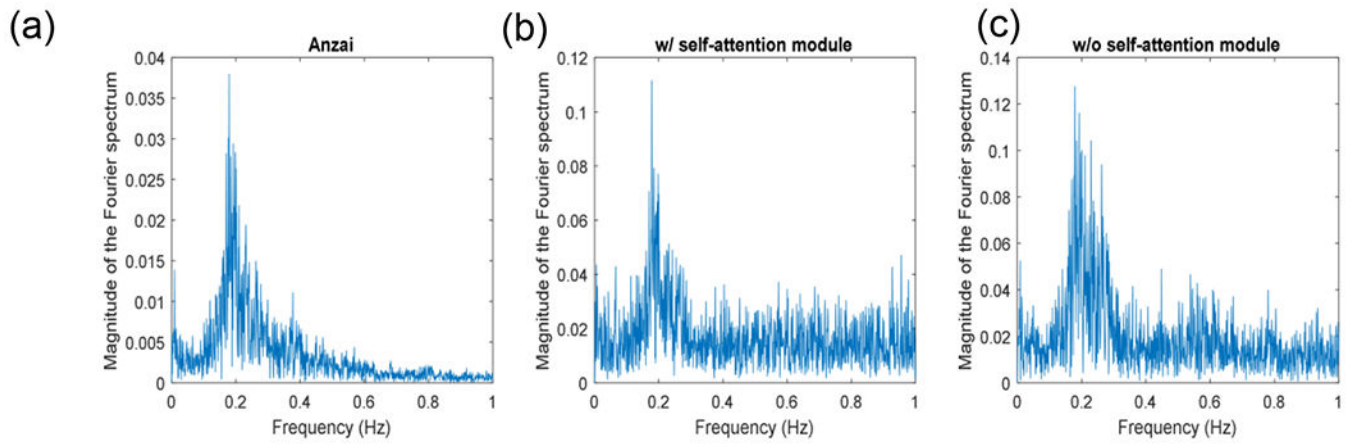 (a)
Anzai
Magnitude of the Fourier spectrum
0.04
0.035
0.03
0.025
0.02
0.015
0.01
0.005
0
0 0.2 0.4 0.6 0.8 1
Frequency (Hz)
(b)
w/ self-attention module
Magnitude of the Fourier spectrum
0.12
0.1
0.08
0.06
0.04
0.02
0
0 0.2 0.4 0.6 0.8 1
Frequency (Hz)
(c)
w/o self-attention module
Magnitude of the Fourier spectrum
0.14
0.12
0.1
0.08
0.06
0.04
0.02
0
0 0.2 0.4 0.6 0.8 1
Frequency (Hz)